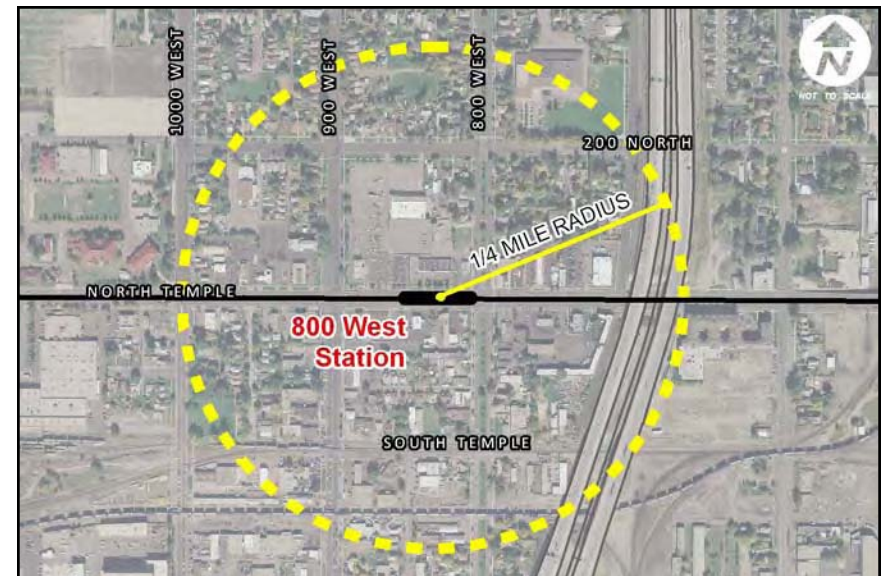 1000 WEST
900 WEST
800 WEST
N
NOT TO SCALE
200 NORTH
1/4 MILE RADIUS
NORTH TEMPLE
800 West
Station
SOUTH TEMPLE